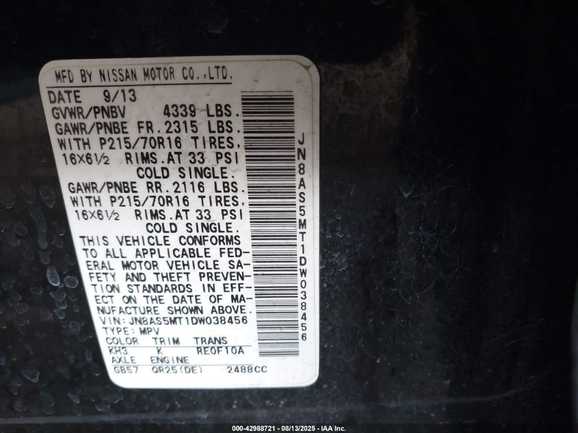 MFD BY NISSAN MOTOR CO.,LTD.
DATE 9/13
GVWR/PNBV 4339 LBS.
GAWR/PNBE FR. 2315 LBS.
WITH P215/70R16 TIRES,
16X6½ RIMS.AT 33 PSI
COLD SINGLE.
GAWR/PNBE RR. 2116 LBS.
WITH P215/70R16 TIRES,
16X6½ RIMS.AT 33 PSI
COLD SINGLE.
THIS VEHICLE CONFORMS
TO ALL APPLICABLE FED-
ERAL MOTOR VEHICLE SA-
FETY AND THEFT PREVEN-
TION STANDARDS IN EFF-
ECT ON THE DATE OF MA-
NUFACTURE SHOWN ABOVE.
VIN:JN8AS5MT1DW038456
TYPE:MPV
COLOR TRIM TRANS
KH3 K RE0F10A
AXLE ENGINE
GB57 QR25(DE) 2488CC
JN8AS5MT1DW038456
000-42988721 - 08/13/2025 - IAA Inc.